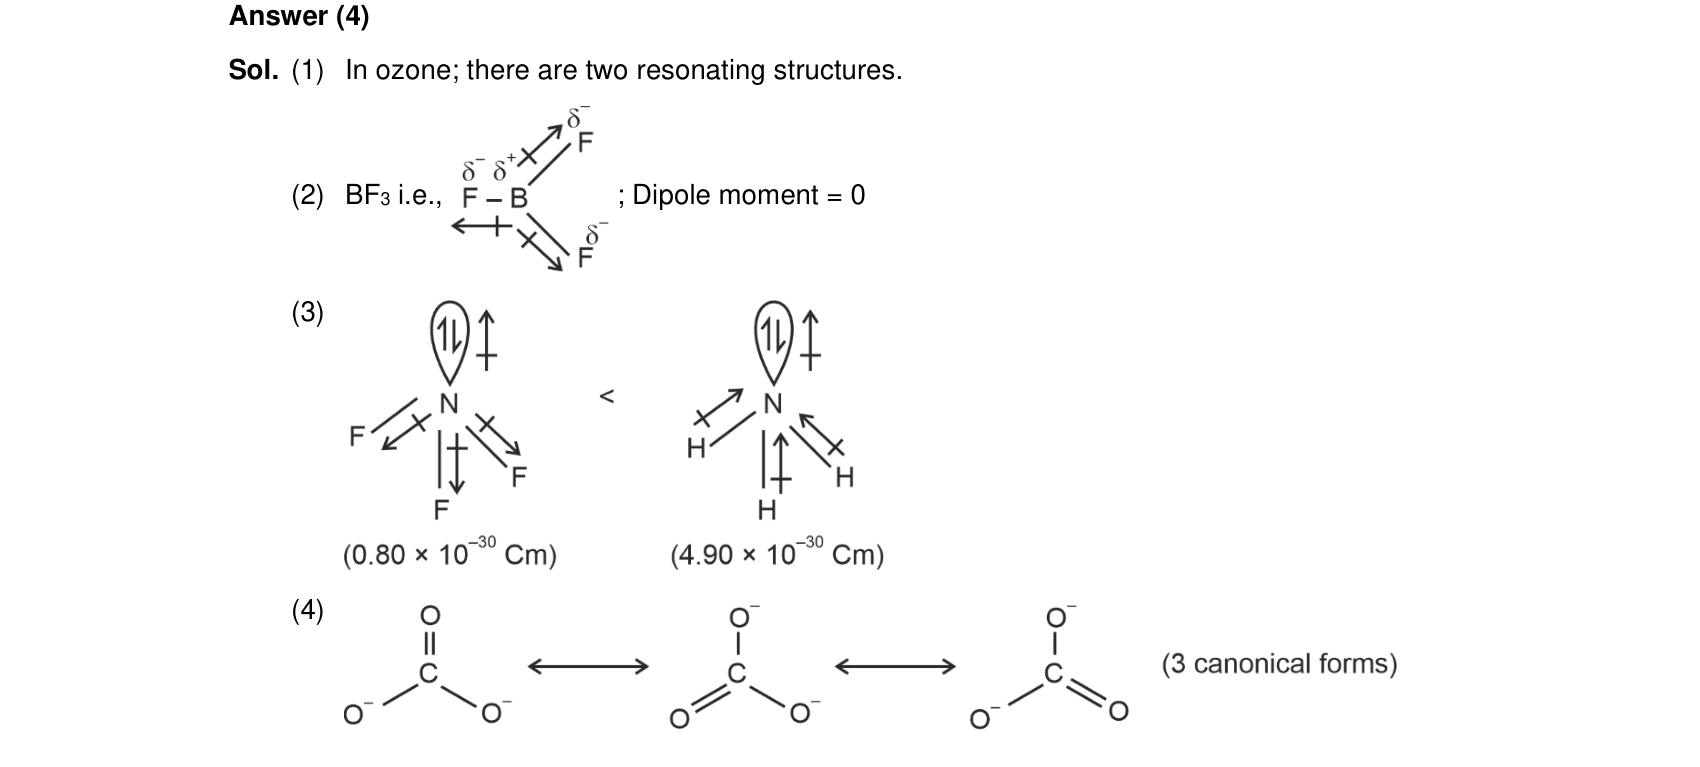 Answer (4)
Sol. (1) In ozone; there are two resonating structures.
δ⁻
F
δ⁻ δ⁺
(2) BF₃ i.e., F – B ; Dipole moment = 0
δ⁻
F
(3)
N < N
F H
F H
F H
(0.80 × 10⁻³⁰ Cm) (4.90 × 10⁻³⁰ Cm)
(4) O O⁻ O⁻
C C C (3 canonical forms)
O⁻ O⁻ O O⁻ O⁻ O